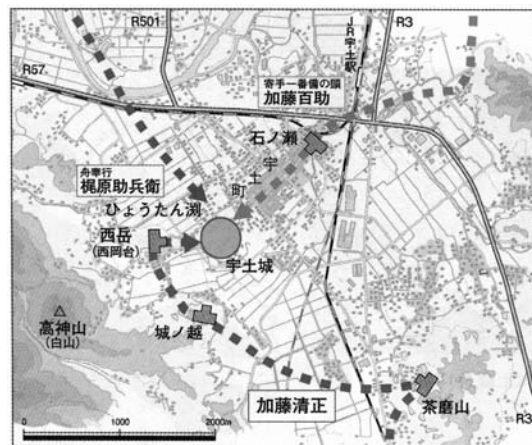 R501
R3
R57
JR宇土駅
寄手一番備の頭
加藤百助
石ノ瀬
宇土町
舟奉行
梶原助兵衛
ひょうたん渕
西岳
(西岡台)
宇土城
高神山
(白山)
城ノ越
加藤清正
茶磨山
R3
0 1000 2000m